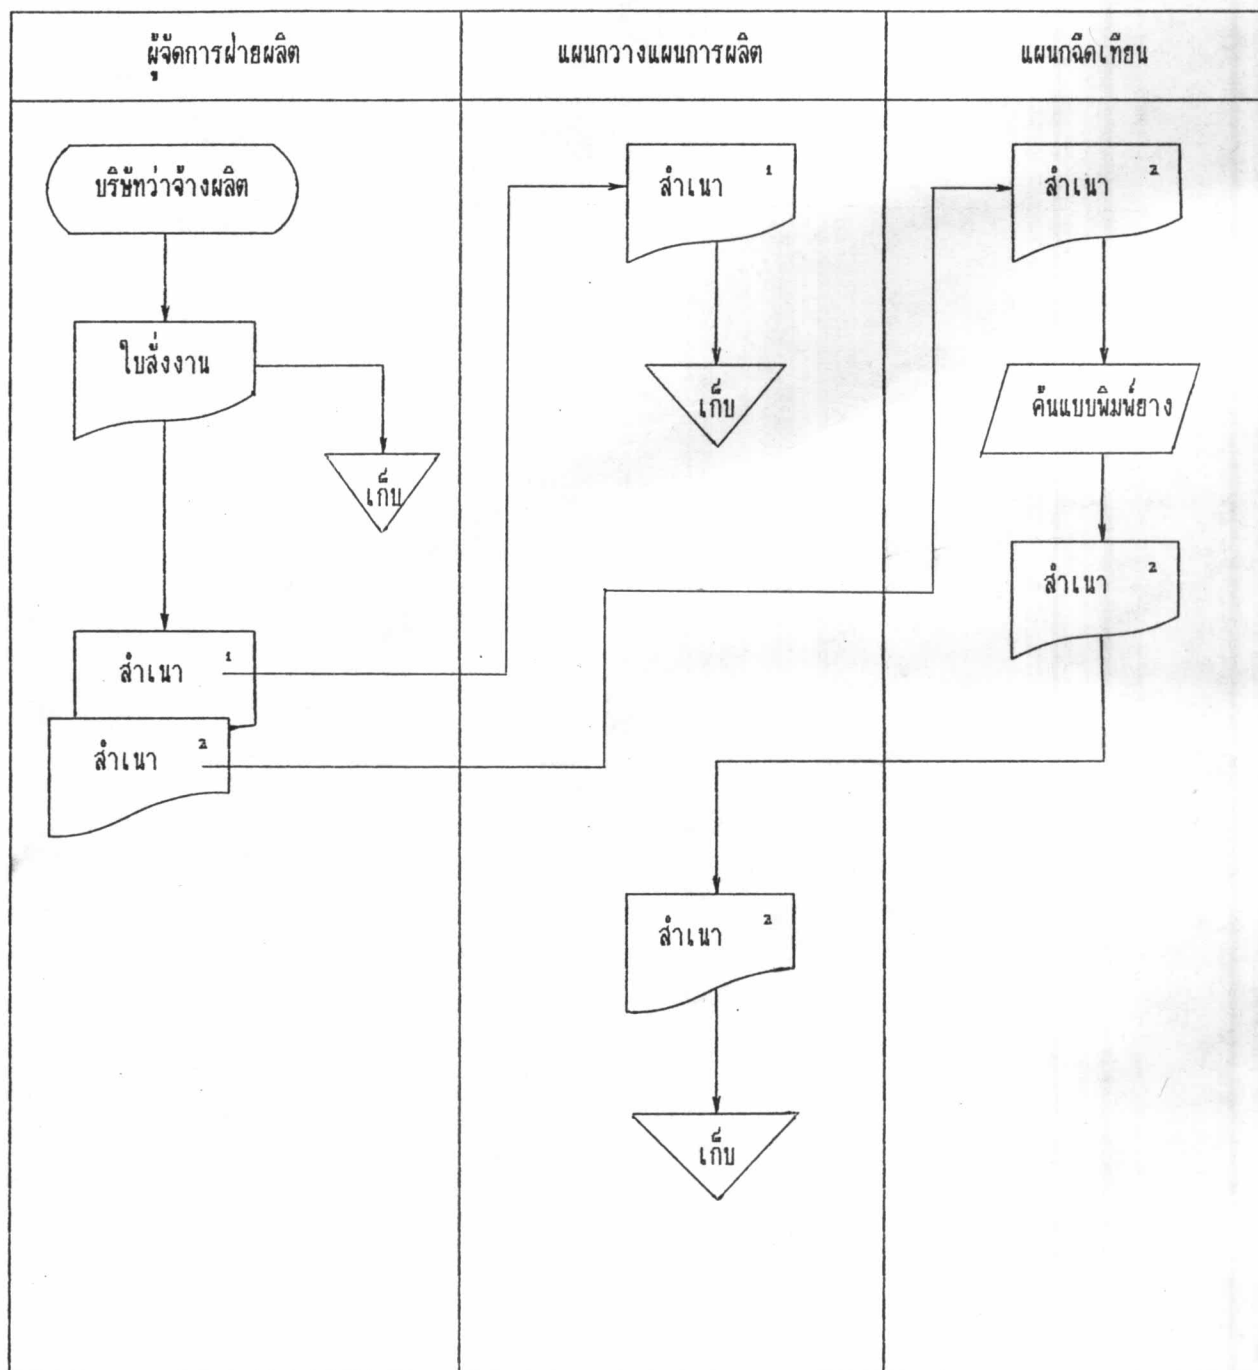 ผู้จัดการฝ่ายผลิต
แผนกวางแผนการผลิต
แผนกฉีดเทียน
บริษัทว่าจ้างผลิต
ใบสั่งงาน
เก็บ
สำเนา 1
สำเนา 2
สำเนา 1
เก็บ
สำเนา 2
เก็บ
สำเนา 2
ค้นแบบพิมพ์ยาง
สำเนา 2